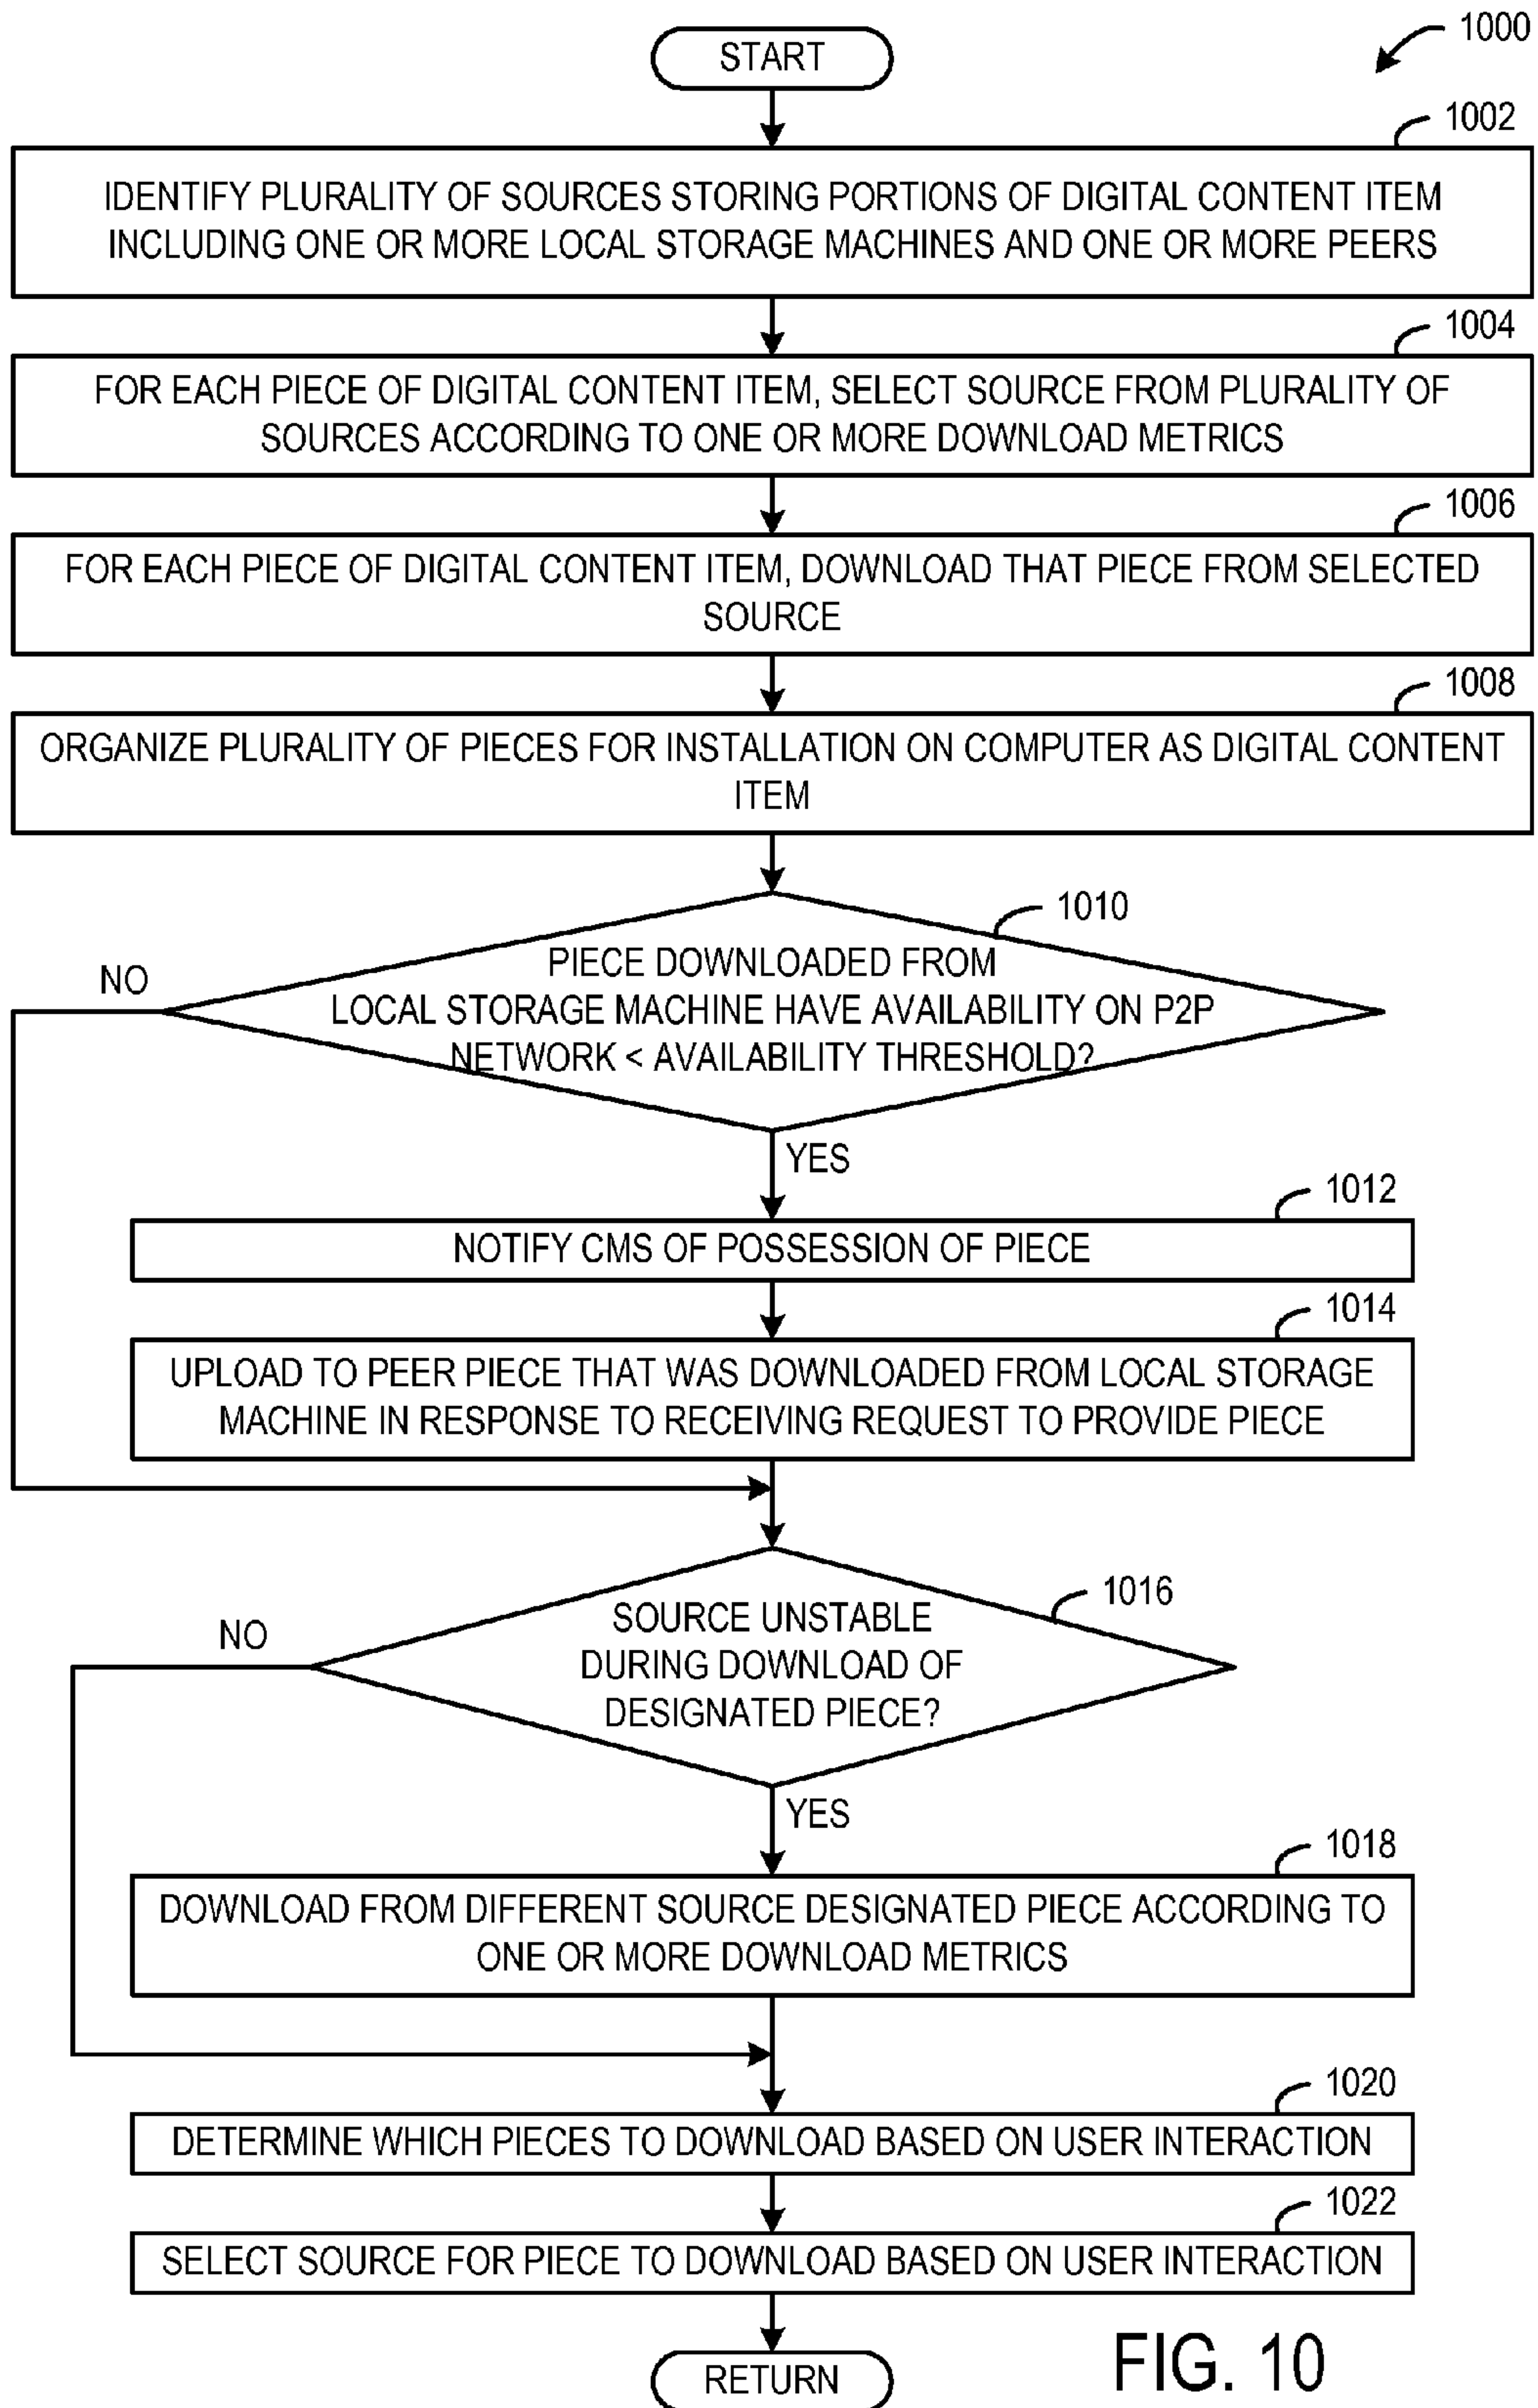 1000
START
1002
IDENTIFY PLURALITY OF SOURCES STORING PORTIONS OF DIGITAL CONTENT ITEM
INCLUDING ONE OR MORE LOCAL STORAGE MACHINES AND ONE OR MORE PEERS
1004
FOR EACH PIECE OF DIGITAL CONTENT ITEM, SELECT SOURCE FROM PLURALITY OF
SOURCES ACCORDING TO ONE OR MORE DOWNLOAD METRICS
1006
FOR EACH PIECE OF DIGITAL CONTENT ITEM, DOWNLOAD THAT PIECE FROM SELECTED
SOURCE
1008
ORGANIZE PLURALITY OF PIECES FOR INSTALLATION ON COMPUTER AS DIGITAL CONTENT
ITEM
1010
PIECE DOWNLOADED FROM
LOCAL STORAGE MACHINE HAVE AVAILABILITY ON P2P
NETWORK < AVAILABILITY THRESHOLD?
NO
YES
1012
NOTIFY CMS OF POSSESSION OF PIECE
1014
UPLOAD TO PEER PIECE THAT WAS DOWNLOADED FROM LOCAL STORAGE
MACHINE IN RESPONSE TO RECEIVING REQUEST TO PROVIDE PIECE
1016
SOURCE UNSTABLE
DURING DOWNLOAD OF
DESIGNATED PIECE?
NO
YES
1018
DOWNLOAD FROM DIFFERENT SOURCE DESIGNATED PIECE ACCORDING TO
ONE OR MORE DOWNLOAD METRICS
1020
DETERMINE WHICH PIECES TO DOWNLOAD BASED ON USER INTERACTION
1022
SELECT SOURCE FOR PIECE TO DOWNLOAD BASED ON USER INTERACTION
RETURN
FIG. 10